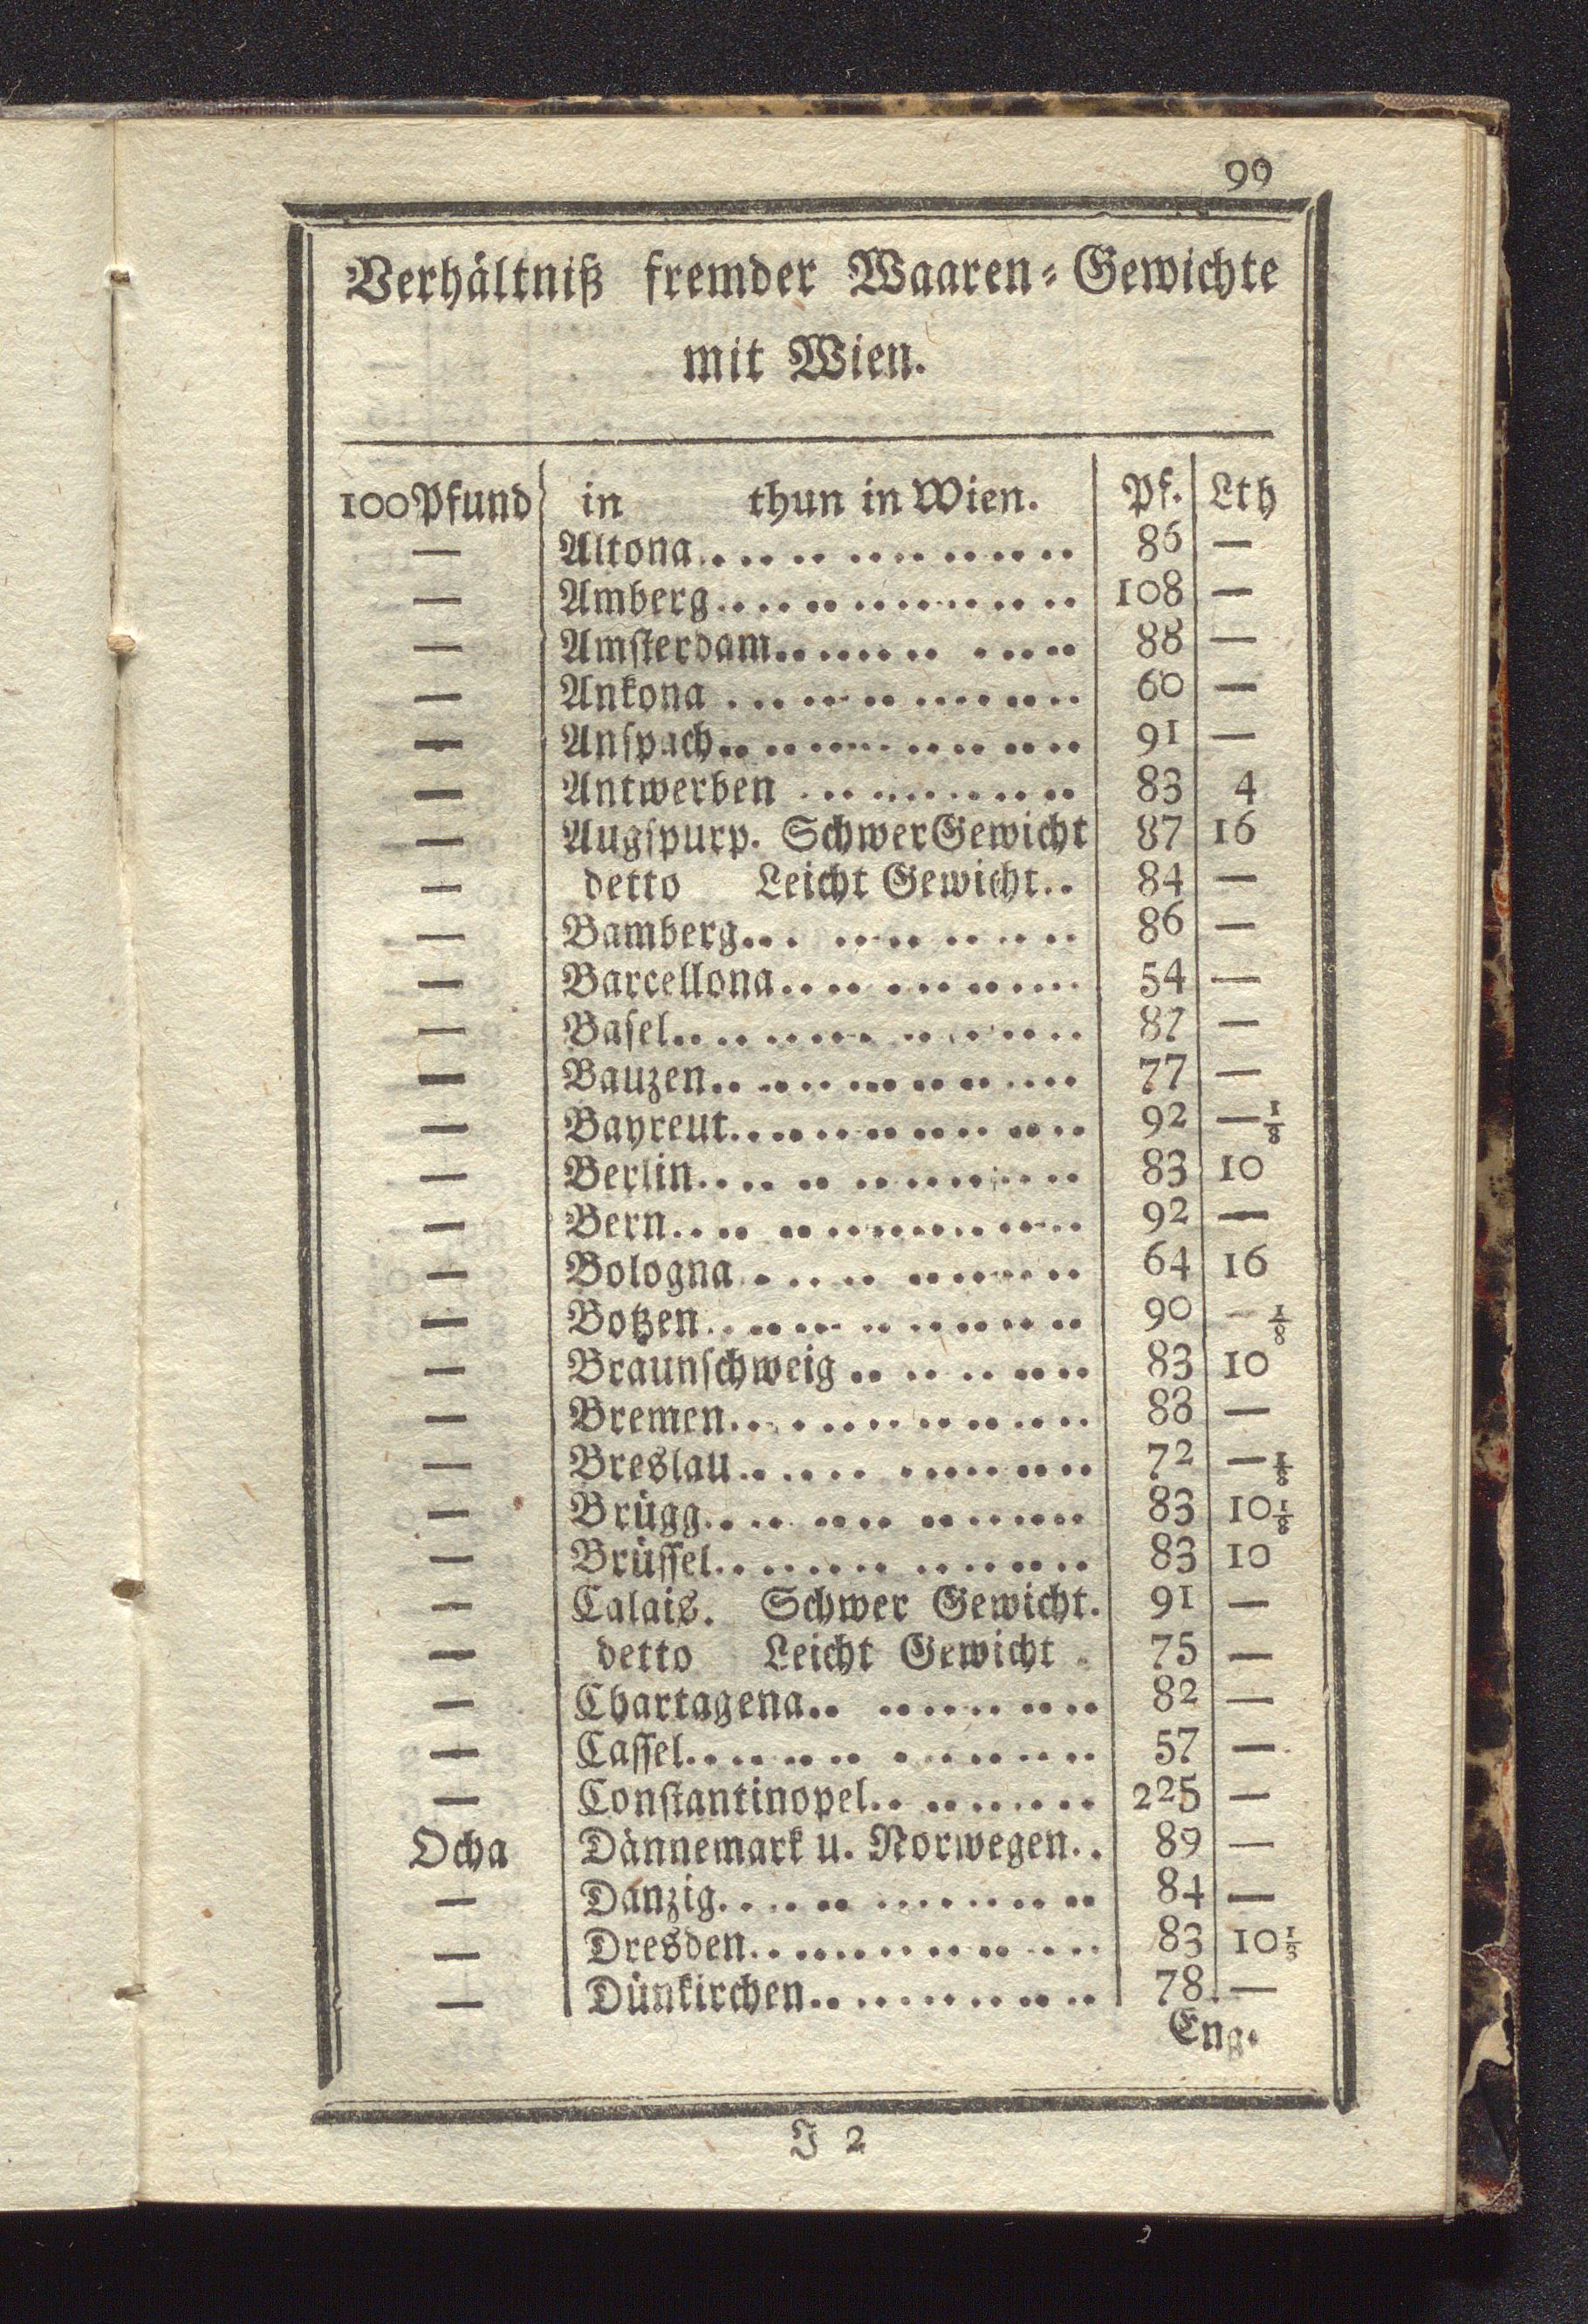 99
Verhältniß fremder Waaren-Gewichte
mit Wien.
100 Pfund in thun in Wien. Pf. Lth
— Altona 86 —
— Amberg 108 —
— Amsterdam 88 —
— Ankona 60 —
— Anspach 91 —
— Antwerben 83 4
— Augspurp. Schwer Gewicht 87 16
— detto Leicht Gewicht 84 —
— Bamberg 86 —
— Barcellona 54 —
— Basel 87 —
— Bauzen 77 —
— Bayreut 92 — 1/8
— Berlin 83 10
— Bern 92 —
— Bologna 64 16
— Botzen 90 — 1/8
— Braunschweig 83 10
— Bremen 88 —
— Breslau 72 — 1/8
— Brügg 83 10 1/8
— Brüssel 83 10
— Calais. Schwer Gewicht. 91 —
— detto Leicht Gewicht 75 —
— Chartagena 82 —
— Cassel 57 —
— Constantinopel 225 —
Ocha Dännemark u. Norwegen 89 —
— Danzig 84 —
— Dresden 83 10 1/3
— Dünkirchen 78 —
Eng.
J 2